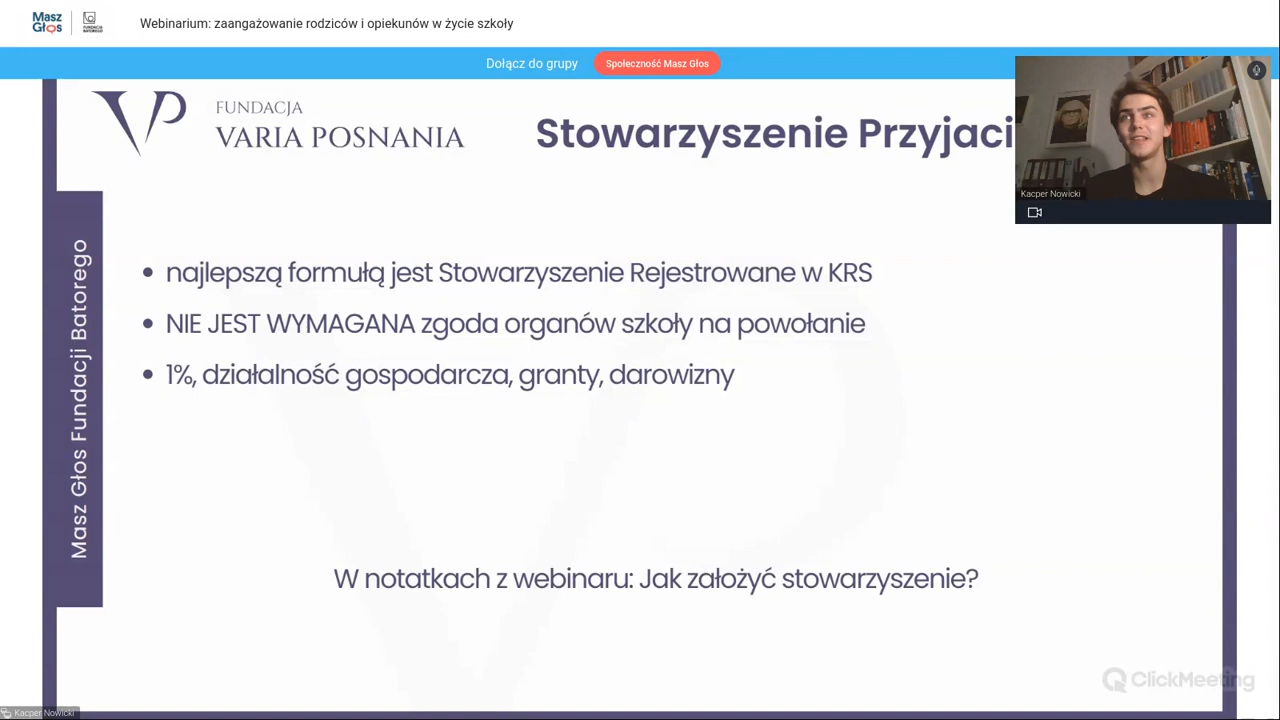 Masz
Głos
FUNDACJA
BATOREGO
Webinarium: zaangażowanie rodziców i opiekunów w życie szkoły
Dołącz do grupy
Społeczność Masz Głos
FUNDACJA
VARIA POSNANIA
Stowarzyszenie Przyjaci
Kacper Nowicki
Masz Głos Fundacji Batorego
• najlepszą formułą jest Stowarzyszenie Rejestrowane w KRS
• NIE JEST WYMAGANA zgoda organów szkoły na powołanie
• 1%, działalność gospodarcza, granty, darowizny
W notatkach z webinaru: Jak założyć stowarzyszenie?
ClickMeeting
Kacper Nowicki